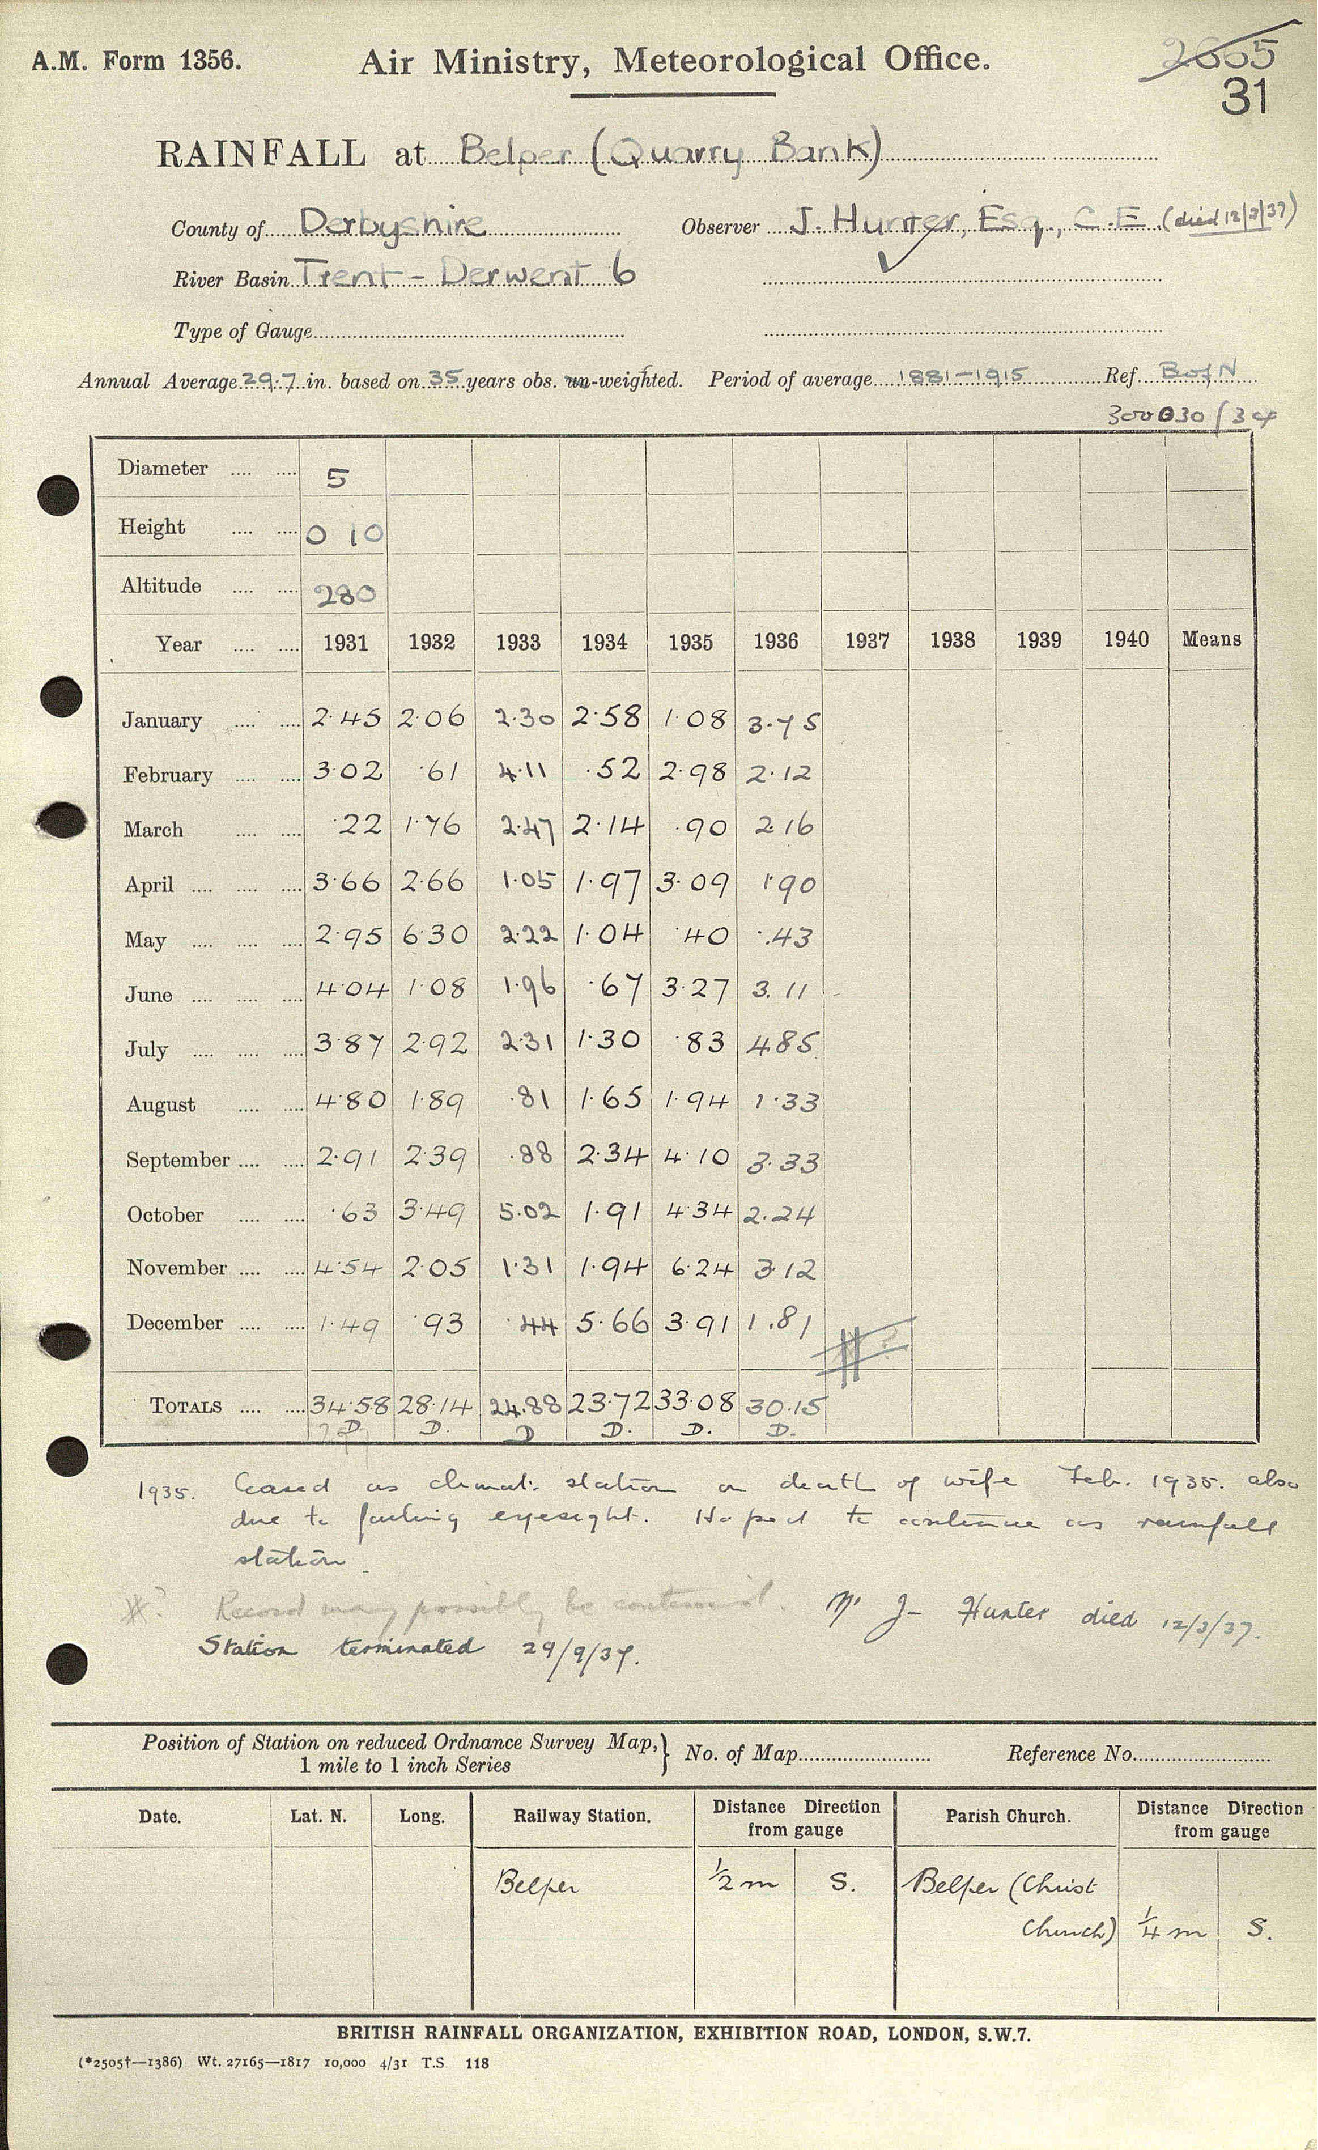 A.M. Form 1356. Air Ministry, Meteorological Office. 2665
31
RAINFALL at Belper (Quarry Bank)
County of Derbyshire Observer J. Hunter, Esq., C.E. (died 12/3/37)
River Basin Trent - Derwent 6
Type of Gauge
Annual Average 29.7 in. based on 35 years obs. un-weighted. Period of average 1881-1915 Ref. B of N
300030/34
Diameter 5
Height 0 10
Altitude 280
Year 1931 1932 1933 1934 1935 1936 1937 1938 1939 1940 Means
January 2.45 2.06 2.30 2.58 1.08 3.75
February 3.02 .61 4.11 .52 2.98 2.12
March .22 1.76 2.47 2.14 .90 2.16
April 3.66 2.66 1.05 1.97 3.09 1.90
May 2.95 6.30 2.22 1.04 .40 .43
June 4.04 1.08 1.96 .67 3.27 3.11
July 3.87 2.92 2.31 1.30 .83 4.85
August 4.80 1.89 .81 1.65 1.94 1.33
September 2.91 2.39 .88 2.34 4.10 3.33
October .63 3.49 5.02 1.91 4.34 2.24
November 4.54 2.05 1.31 1.94 6.24 3.12
December 1.49 .93 .44 5.66 3.91 1.81
TOTALS 34.58 28.14 24.88 23.72 33.08 30.15
D D. D D. D. D.
1935. Ceased as climat. station on death of wife Feb. 1935. also
due to failing eyesight. Hoped to continue as rainfall
station.
Record may possibly be continued. Mr J- Hunter died 12/3/37.
Station terminated 29/9/37.
Position of Station on reduced Ordnance Survey Map, } No. of Map Reference No.
1 mile to 1 inch Series
Date. Lat. N. Long. Railway Station. Distance Direction from gauge Parish Church. Distance Direction from gauge
Belper 1/2 m S. Belper (Christ
Church) 1/4 m S.
BRITISH RAINFALL ORGANIZATION, EXHIBITION ROAD, LONDON, S.W.7.
(*2505†—1386) Wt. 27165—1817 10,000 4/31 T.S 118